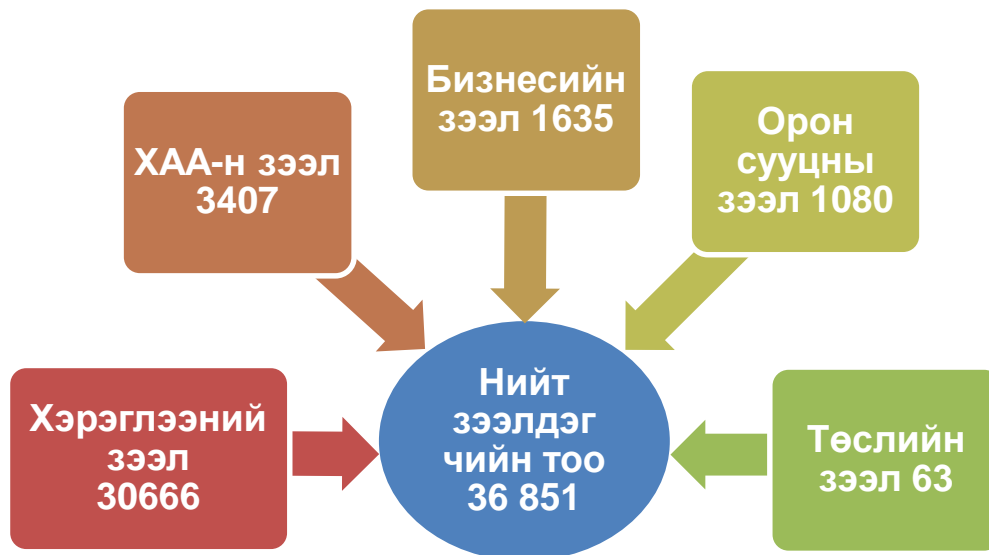 Бизнесийн
зээл 1635
ХАА-н зээл
3407
Орон
сууцны
зээл 1080
Хэрэглээний
зээл
30666
Нийт
зээлдэг
чийн тоо
36 851
Төслийн
зээл 63